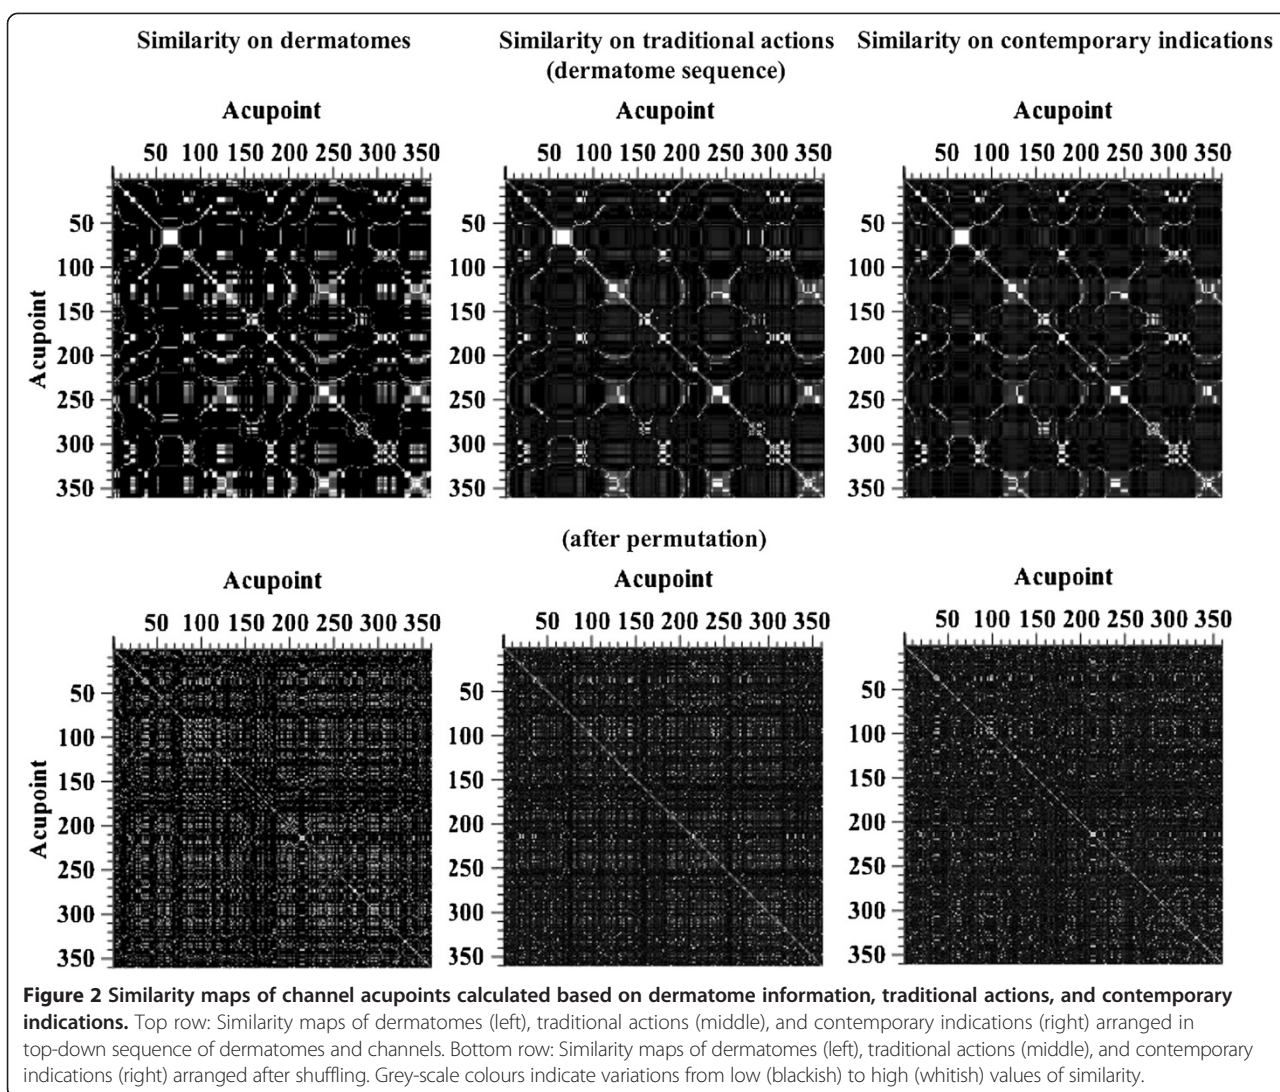 Similarity on dermatomes
Similarity on traditional actions
(dermatome sequence)
Similarity on contemporary indications
Acupoint
Acupoint
Acupoint
50 100 150 200 250 300 350
50 100 150 200 250 300 350
50 100 150 200 250 300 350
Acupoint
50
100
150
200
250
300
350
50
100
150
200
250
300
350
50
100
150
200
250
300
350
(after permutation)
Acupoint
Acupoint
Acupoint
50 100 150 200 250 300 350
50 100 150 200 250 300 350
50 100 150 200 250 300 350
Acupoint
50
100
150
200
250
300
350
50
100
150
200
250
300
350
50
100
150
200
250
300
350
Figure 2 Similarity maps of channel acupoints calculated based on dermatome information, traditional actions, and contemporary
indications. Top row: Similarity maps of dermatomes (left), traditional actions (middle), and contemporary indications (right) arranged in
top-down sequence of dermatomes and channels. Bottom row: Similarity maps of dermatomes (left), traditional actions (middle), and contemporary
indications (right) arranged after shuffling. Grey-scale colours indicate variations from low (blackish) to high (whitish) values of similarity.